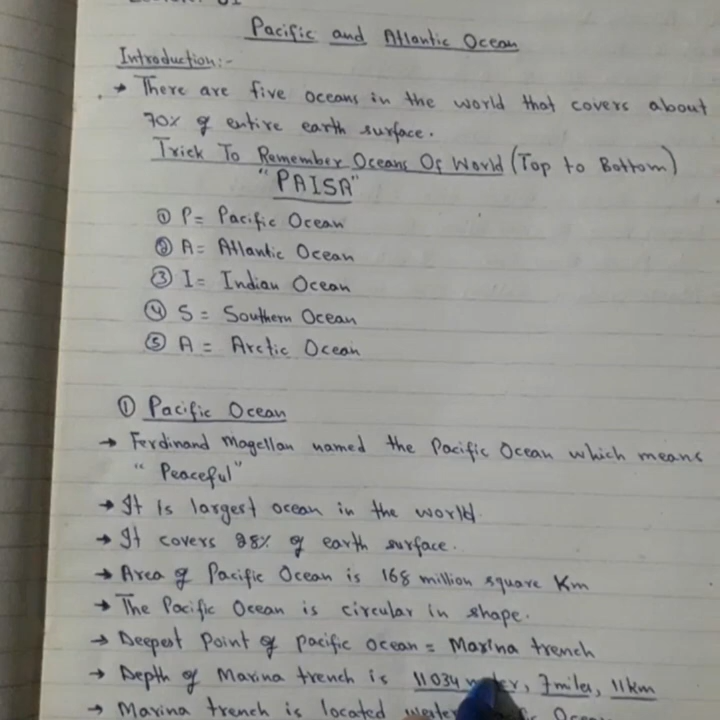 Pacific and Atlantic Ocean
Introduction:-
→ There are five oceans in the world that covers about
70% of entire earth surface.
Trick To Remember Oceans Of World (Top to Bottom)
"PAISA"
① P= Pacific Ocean
② A= Atlantic Ocean
③ I= Indian Ocean
④ S = Southern Ocean
⑤ A = Arctic Ocean
① Pacific Ocean
→ Ferdinand Magellan named the Pacific Ocean which means
"Peaceful"
→ It is largest ocean in the world
→ It covers 28% of earth surface.
→ Area of Pacific Ocean is 168 million square Km
→ The Pacific Ocean is circular in shape.
→ Deepest Point of pacific ocean = Marina trench
→ Depth of Marina trench is 11034 , 7miles, 11km
→ Marina trench is located